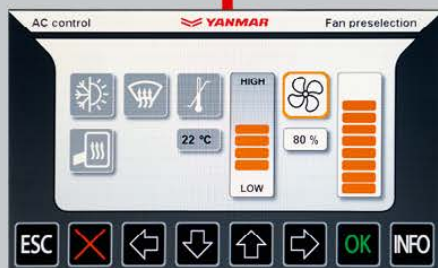 AC control YANMAR Fan preselection
HIGH
22 °C 80 %
LOW
ESC OK INFO